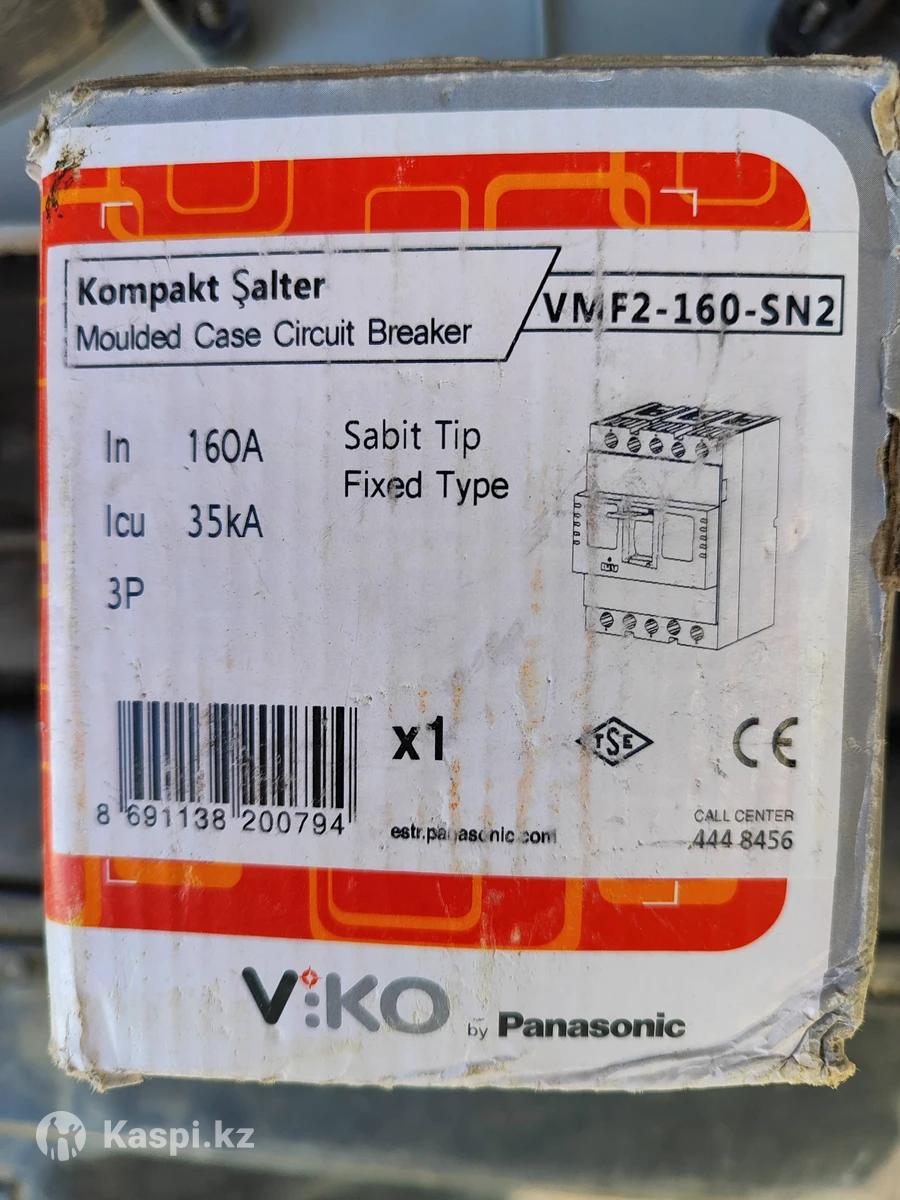 Kompakt Şalter
Moulded Case Circuit Breaker
VMF2-160-SN2
In 160A
Icu 35kA
3P
Sabit Tip
Fixed Type
8 691138 200794
x1
TSE
CE
estr.panasonic.com
CALL CENTER
444 8456
ViKO by Panasonic
Kaspi.kz